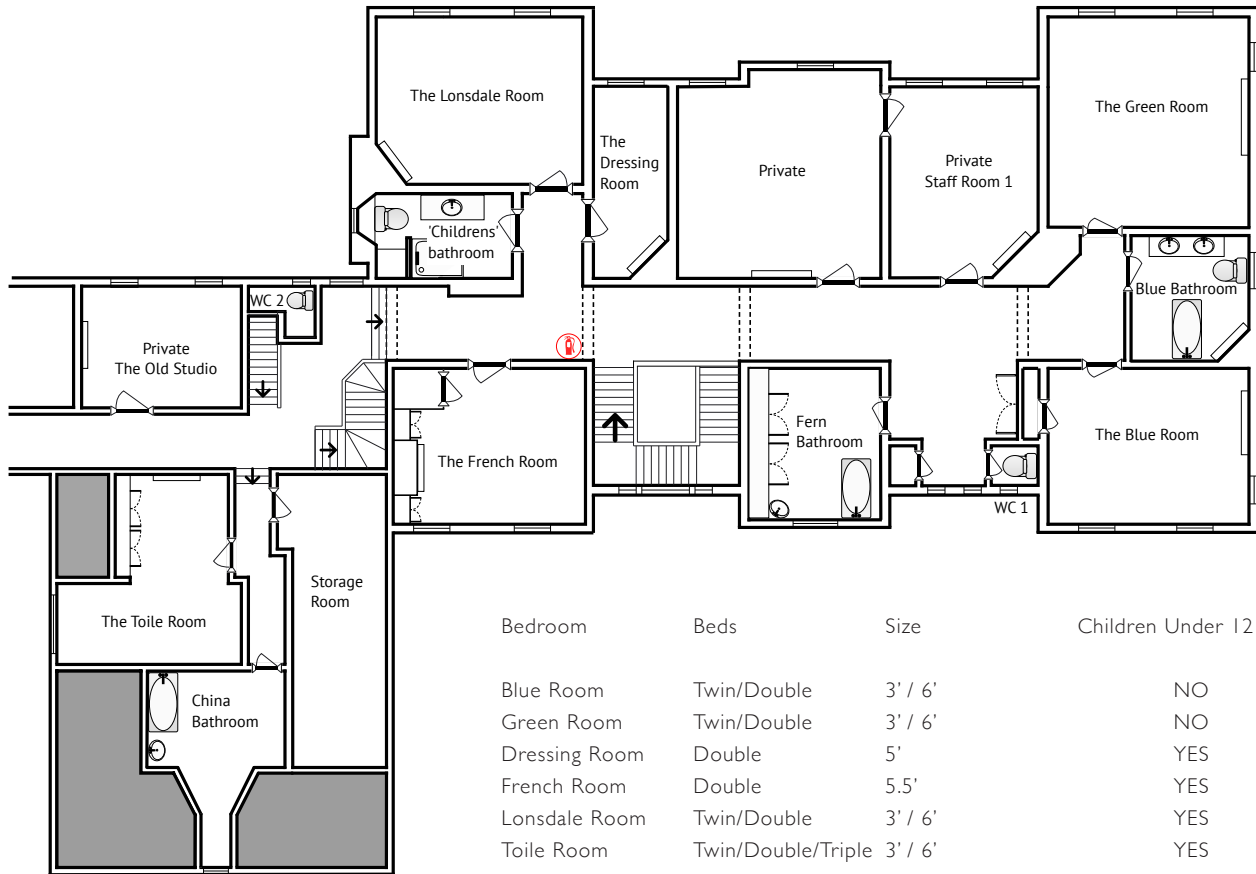 The Lonsdale Room
The Green Room
The
Dressing
Room
Private
Private
Staff Room 1
'Childrens'
bathroom
WC 2
Blue Bathroom
Private
The Old Studio
Fern
Bathroom
The Blue Room
The French Room
WC 1
Storage
Room
The Toile Room
China
Bathroom
Bedroom Beds Size Children Under 12
Blue Room Twin/Double 3' / 6' NO
Green Room Twin/Double 3' / 6' NO
Dressing Room Double 5' YES
French Room Double 5.5' YES
Lonsdale Room Twin/Double 3' / 6' YES
Toile Room Twin/Double/Triple 3' / 6' YES